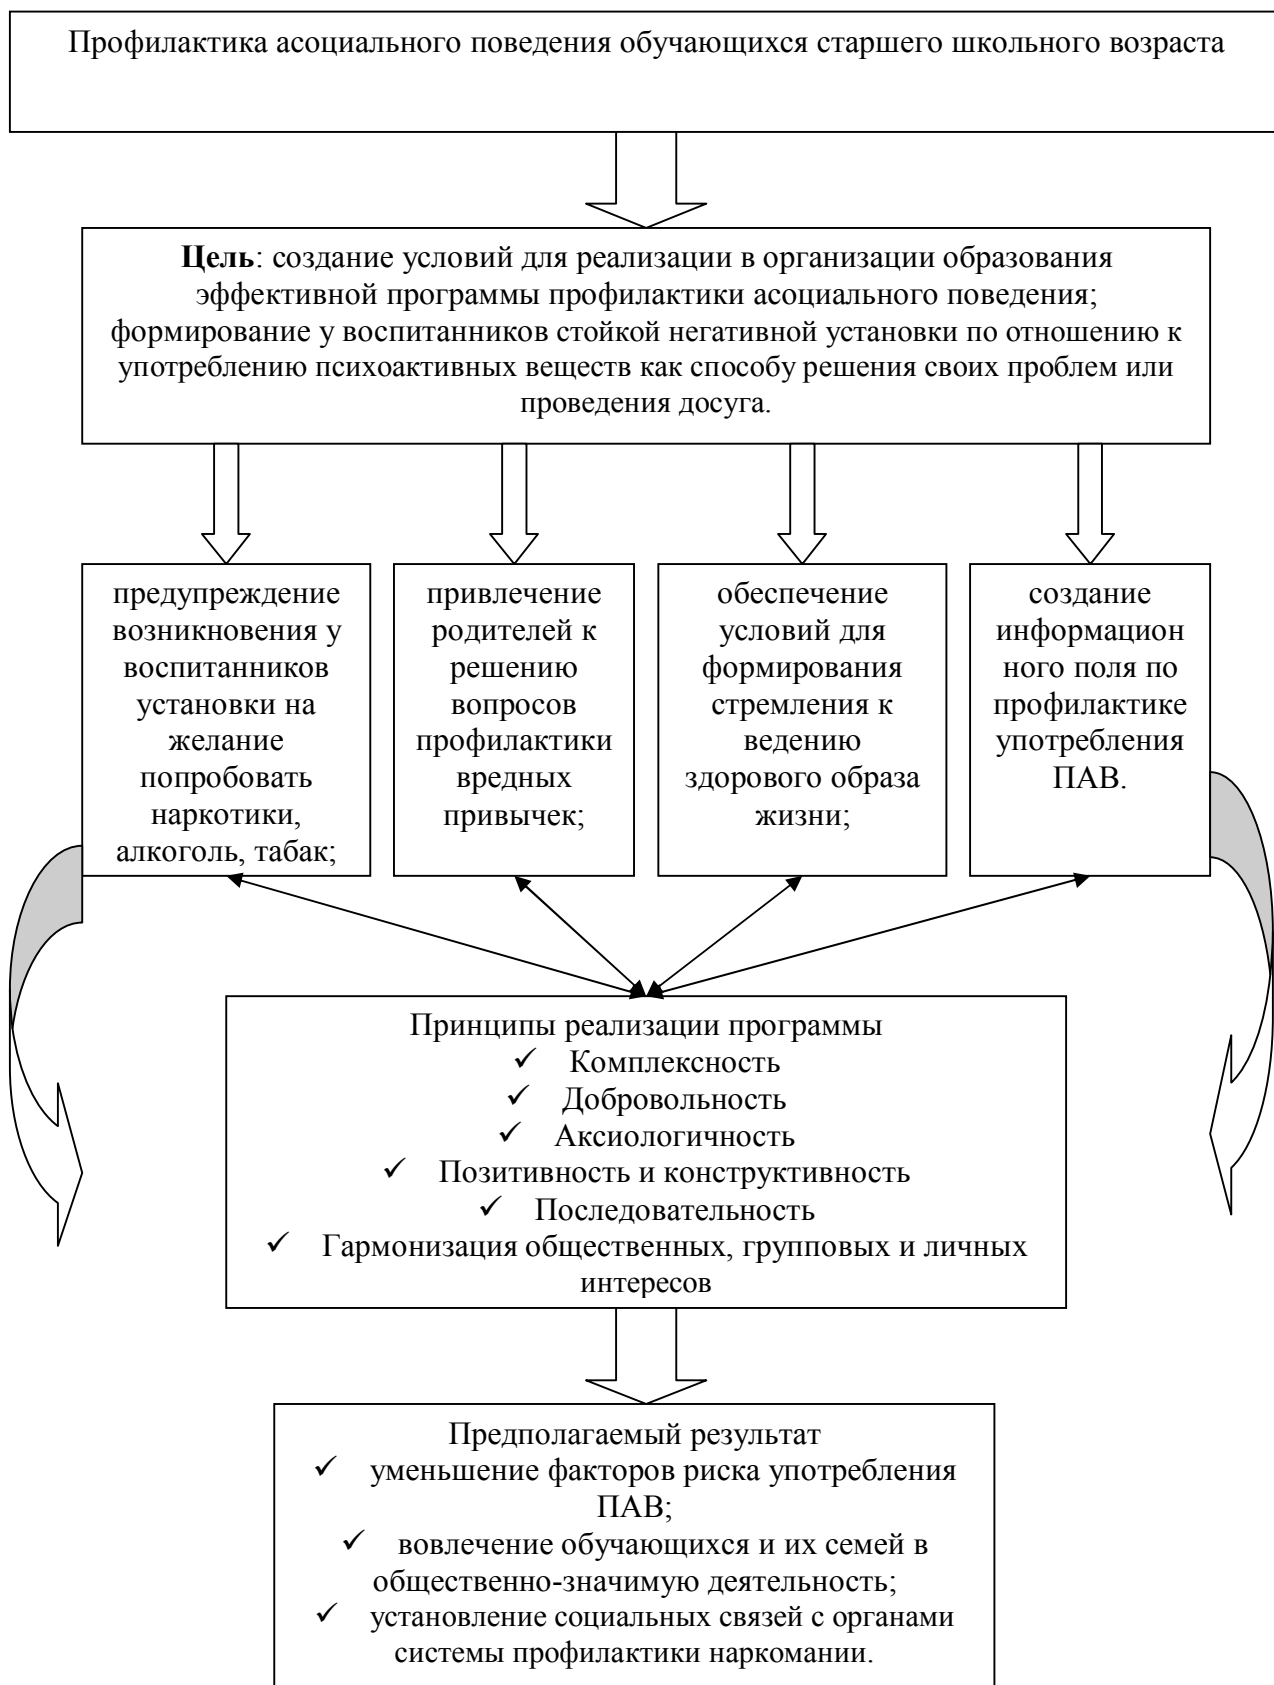 Профилактика асоциального поведения обучающихся старшего школьного возраста
Цель: создание условий для реализации в организации образования
эффективной программы профилактики асоциального поведения;
формирование у воспитанников стойкой негативной установки по отношению к
употреблению психоактивных веществ как способу решения своих проблем или
проведения досуга.
предупреждение
возникновения у
воспитанников
установки на
желание
попробовать
наркотики,
алкоголь, табак;
привлечение
родителей к
решению
вопросов
профилактики
вредных
привычек;
обеспечение
условий для
формирования
стремления к
ведению
здорового образа
жизни;
создание
информацион
ного поля по
профилактике
употребления
ПАВ.
Принципы реализации программы
✓ Комплексность
✓ Добровольность
✓ Аксиологичность
✓ Позитивность и конструктивность
✓ Последовательность
✓ Гармонизация общественных, групповых и личных
интересов
Предполагаемый результат
✓ уменьшение факторов риска употребления
ПАВ;
✓ вовлечение обучающихся и их семей в
общественно-значимую деятельность;
✓ установление социальных связей с органами
системы профилактики наркомании.